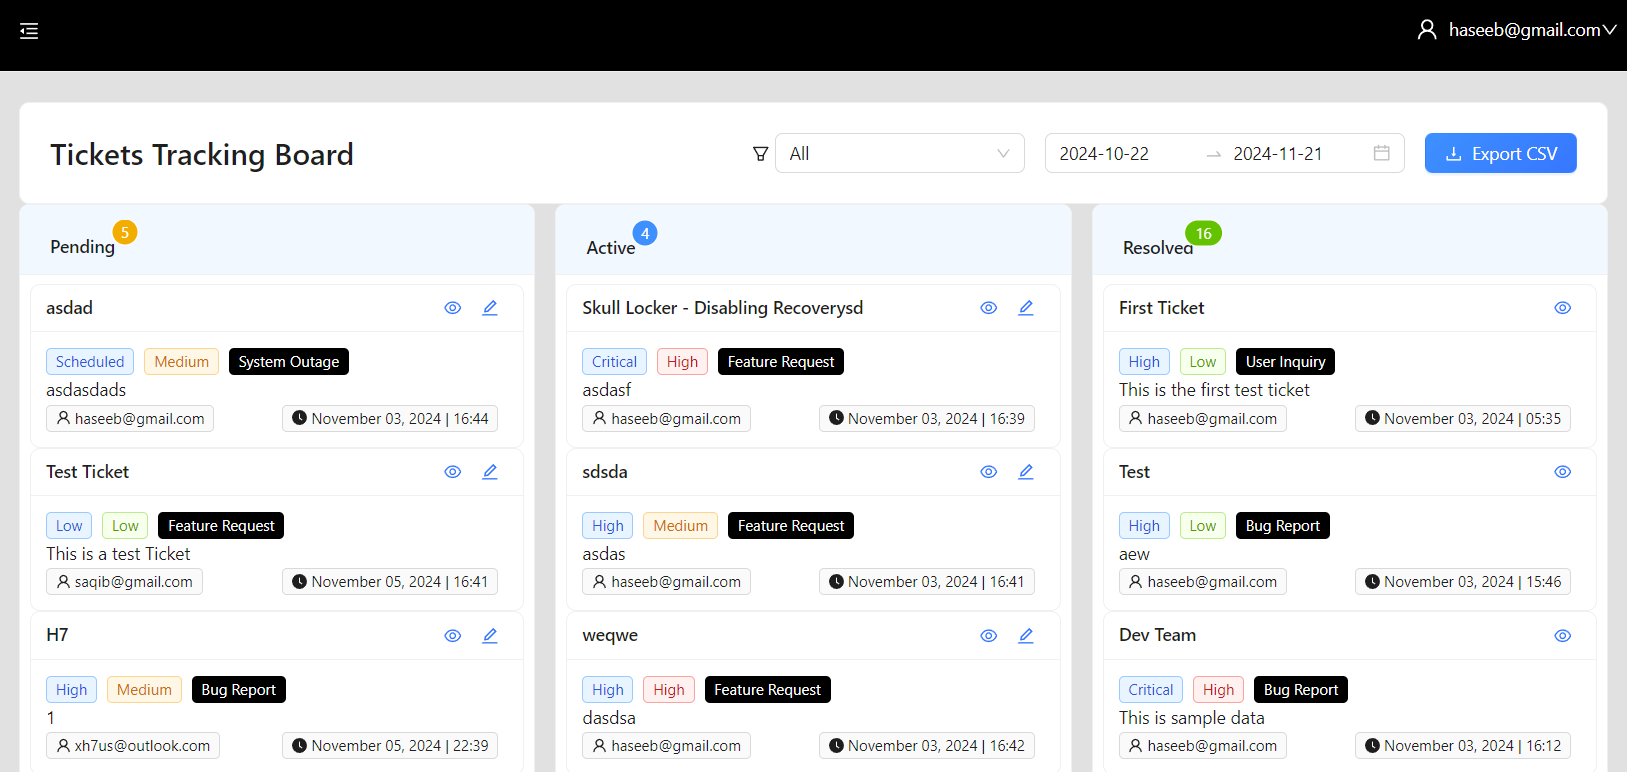 haseeb@gmail.com
Tickets Tracking Board
All
2024-10-22
2024-11-21
Export CSV
Pending 5
asdad
Scheduled Medium System Outage
asdasdads
haseeb@gmail.com November 03, 2024 | 16:44
Test Ticket
Low Low Feature Request
This is a test Ticket
saqib@gmail.com November 05, 2024 | 16:41
H7
High Medium Bug Report
1
xh7us@outlook.com November 05, 2024 | 22:39
Active 4
Skull Locker - Disabling Recoverysd
Critical High Feature Request
asdasf
haseeb@gmail.com November 03, 2024 | 16:39
sdsda
High Medium Feature Request
asdas
haseeb@gmail.com November 03, 2024 | 16:41
weqwe
High High Feature Request
dasdsa
haseeb@gmail.com November 03, 2024 | 16:42
Resolved 16
First Ticket
High Low User Inquiry
This is the first test ticket
haseeb@gmail.com November 03, 2024 | 05:35
Test
High Low Bug Report
aew
haseeb@gmail.com November 03, 2024 | 15:46
Dev Team
Critical High Bug Report
This is sample data
haseeb@gmail.com November 03, 2024 | 16:12